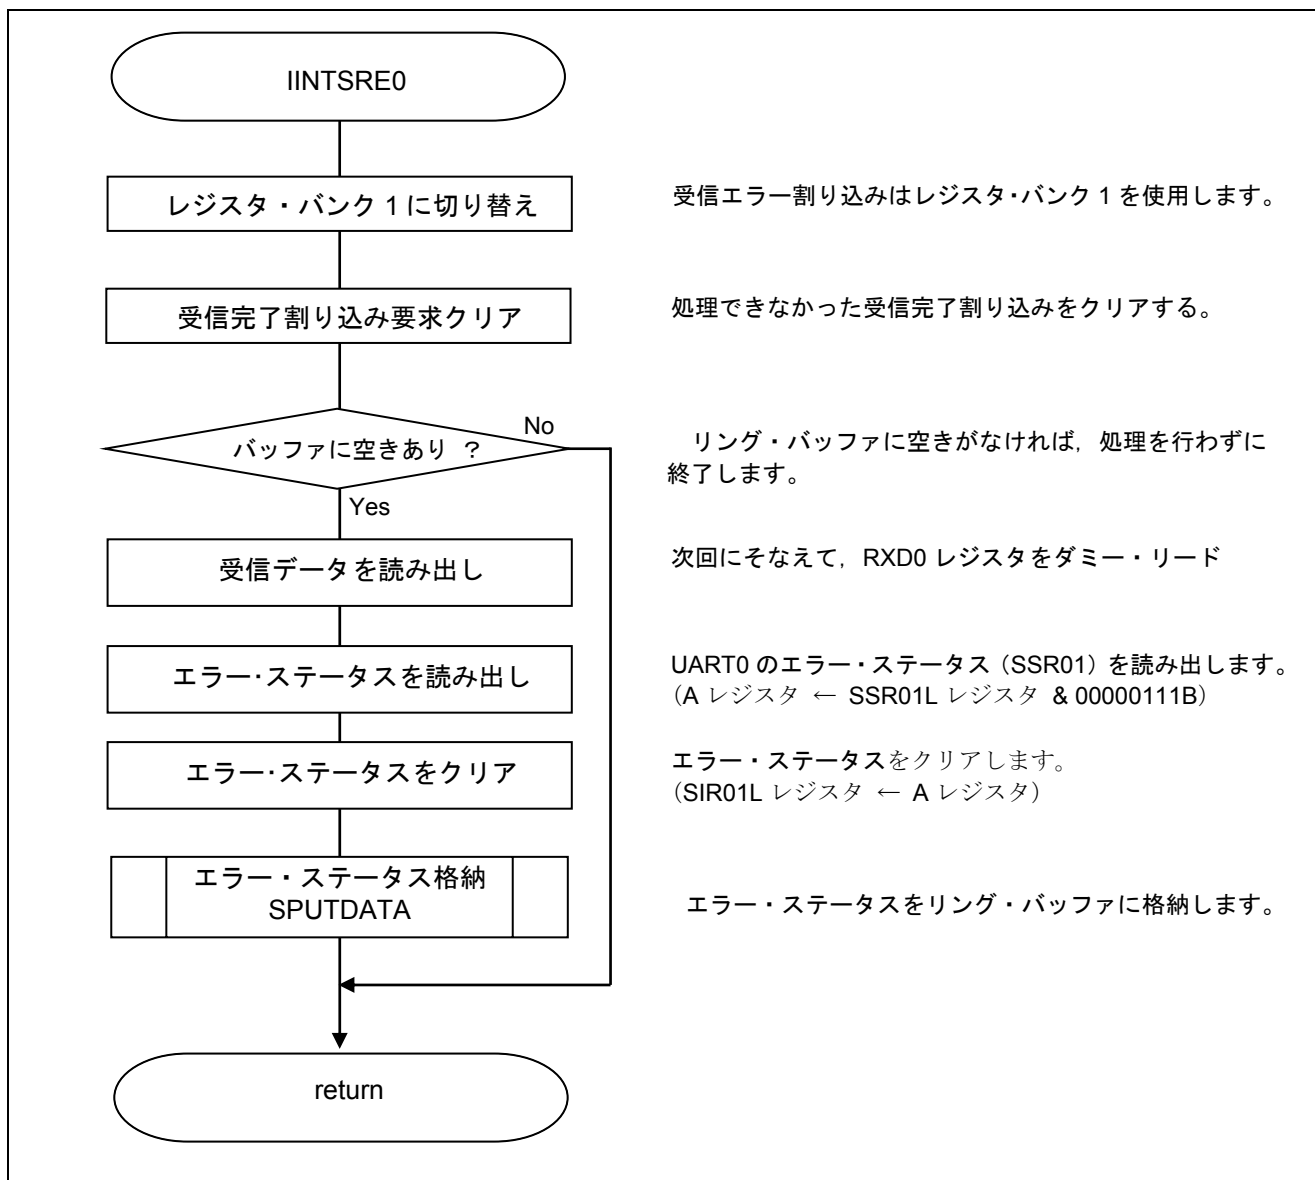 IINTSRE0
レジスタ・バンク 1 に切り替え
受信エラー割り込みはレジスタ・バンク 1 を使用します。
受信完了割り込み要求クリア
処理できなかった受信完了割り込みをクリアする。
バッファに空きあり ？
No
Yes
リング・バッファに空きがなければ，処理を行わずに
終了します。
受信データを読み出し
次回にそなえて，RXD0 レジスタをダミー・リード
エラー・ステータスを読み出し
UART0 のエラー・ステータス（SSR01）を読み出します。
（A レジスタ ← SSR01L レジスタ & 00000111B）
エラー・ステータスをクリア
エラー・ステータスをクリアします。
（SIR01L レジスタ ← A レジスタ）
エラー・ステータス格納
SPUTDATA
エラー・ステータスをリング・バッファに格納します。
return